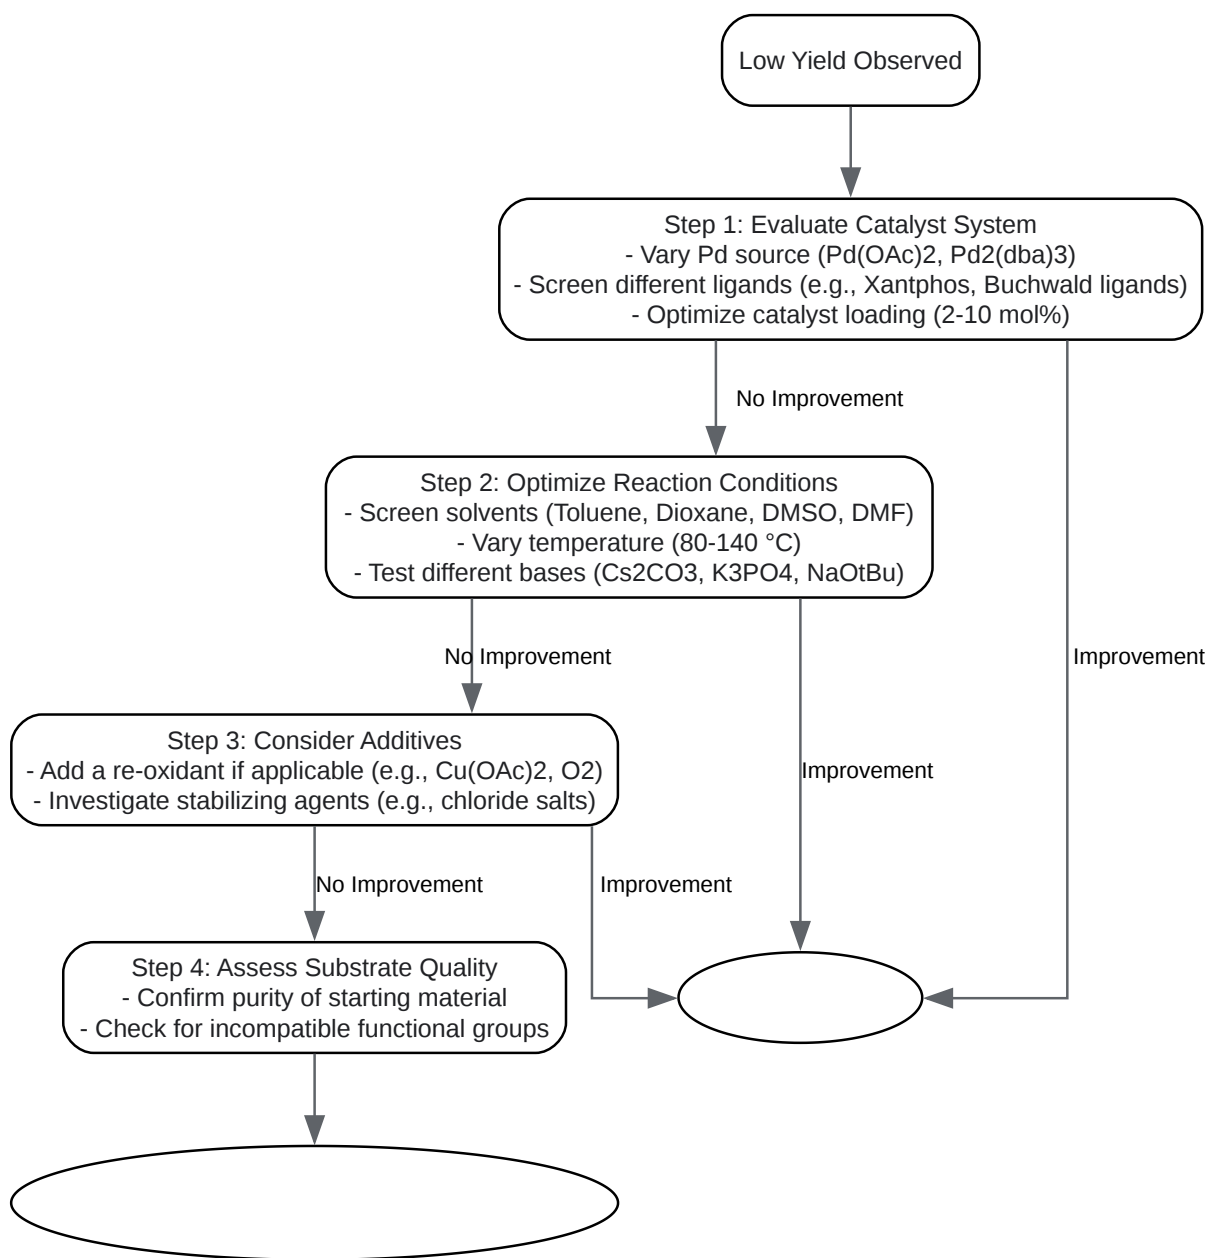 Low Yield Observed
Step 1: Evaluate Catalyst System
- Vary Pd source (Pd(OAc)2, Pd2(dba)3)
- Screen different ligands (e.g., Xantphos, Buchwald ligands)
- Optimize catalyst loading (2-10 mol%)
No Improvement
Step 2: Optimize Reaction Conditions
- Screen solvents (Toluene, Dioxane, DMSO, DMF)
- Vary temperature (80-140 °C)
- Test different bases (Cs2CO3, K3PO4, NaOtBu)
No Improvement
Improvement
Step 3: Consider Additives
- Add a re-oxidant if applicable (e.g., Cu(OAc)2, O2)
- Investigate stabilizing agents (e.g., chloride salts)
Improvement
No Improvement
Improvement
Step 4: Assess Substrate Quality
- Confirm purity of starting material
- Check for incompatible functional groups